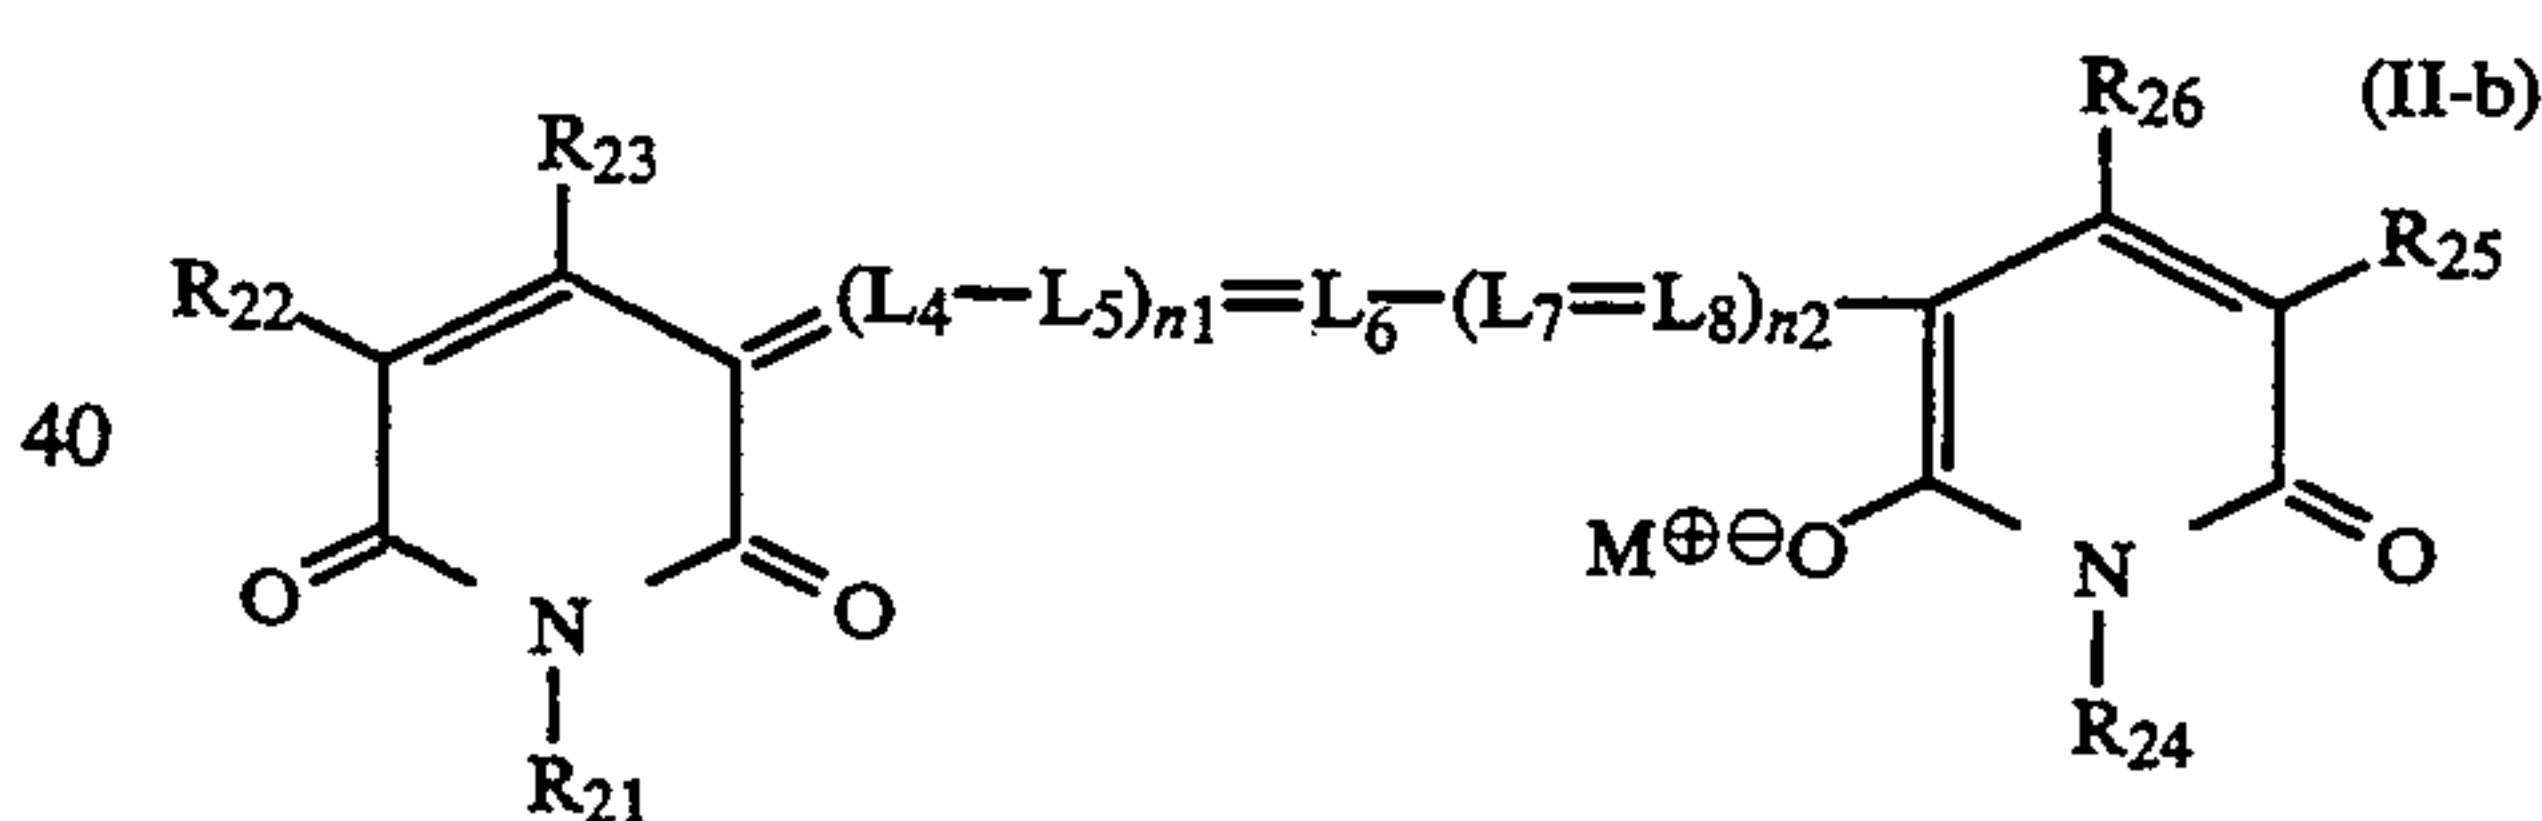 R26 (II-b)
R23
R25
R22
(L4—L5)n1=L6—(L7=L8)n2
40
M⊕⊖O
O
O
O
N
N
R24
R21